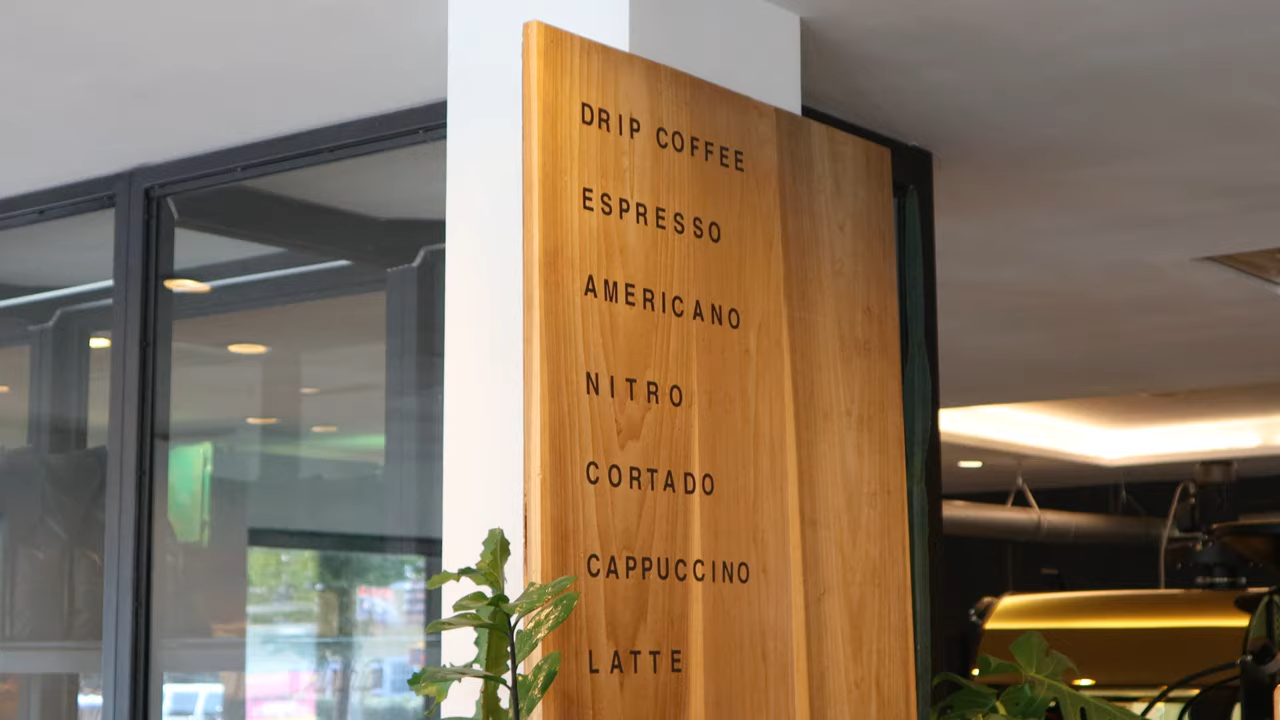 DRIP COFFEE
ESPRESSO
AMERICANO
NITRO
CORTADO
CAPPUCCINO
LATTE